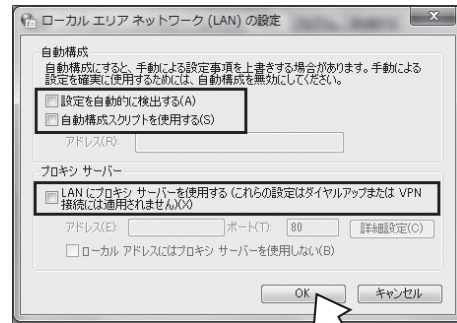 ローカル エリア ネットワーク (LAN) の設定
自動構成
自動構成にすると、手動による設定事項を上書きする場合があります。手動による
設定を確実に使用するためには、自動構成を無効にしてください。
設定を自動的に検出する(A)
自動構成スクリプトを使用する(S)
アドレス(R):
プロキシ サーバー
LAN にプロキシ サーバーを使用する (これらの設定はダイヤルアップまたは VPN
接続には適用されません)(X)
アドレス(E): ポート(T): 80 詳細設定(C)
ローカル アドレスにはプロキシ サーバーを使用しない(B)
OK キャンセル